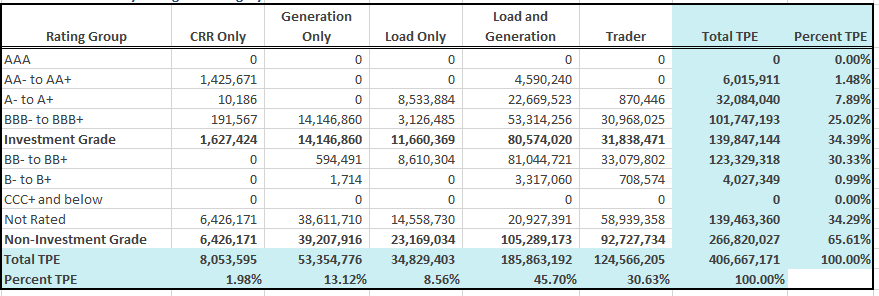 Generation Load and
Rating Group CRR Only Only Load Only Generation Trader Total TPE Percent TPE
AAA 0 0 0 0 0 0 0.00%
AA- to AA+ 1,425,671 0 0 4,590,240 0 6,015,911 1.48%
A- to A+ 10,186 0 8,533,884 22,669,523 870,446 32,084,040 7.89%
BBB- to BBB+ 191,567 14,146,860 3,126,485 53,314,256 30,968,025 101,747,193 25.02%
Investment Grade 1,627,424 14,146,860 11,660,369 80,574,020 31,838,471 139,847,144 34.39%
BB- to BB+ 0 594,491 8,610,304 81,044,721 33,079,802 123,329,318 30.33%
B- to B+ 0 1,714 0 3,317,060 708,574 4,027,349 0.99%
CCC+ and below 0 0 0 0 0 0 0.00%
Not Rated 6,426,171 38,611,710 14,558,730 20,927,391 58,939,358 139,463,360 34.29%
Non-Investment Grade 6,426,171 39,207,916 23,169,034 105,289,173 92,727,734 266,820,027 65.61%
Total TPE 8,053,595 53,354,776 34,829,403 185,863,192 124,566,205 406,667,171 100.00%
Percent TPE 1.98% 13.12% 8.56% 45.70% 30.63% 100.00%